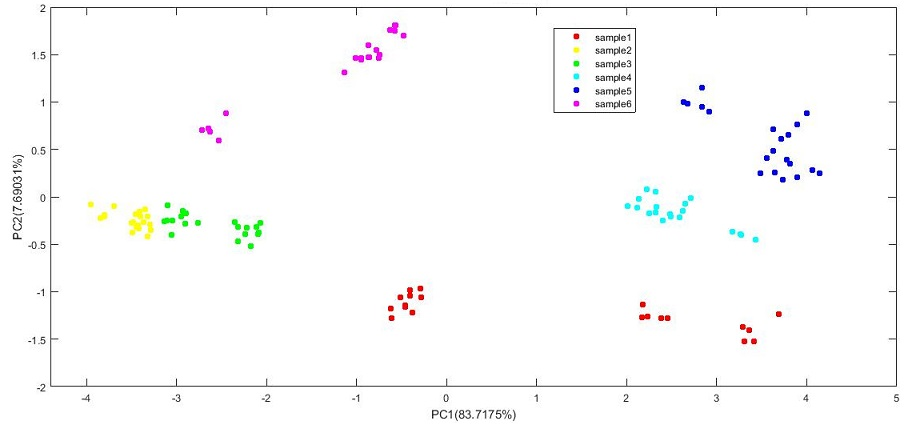 2
1.5
1
0.5
0
-0.5
-1
-1.5
-2
PC2(7.69031%)
sample1
sample2
sample3
sample4
sample5
sample6
-4 -3 -2 -1 0 1 2 3 4 5
PC1(83.7175%)